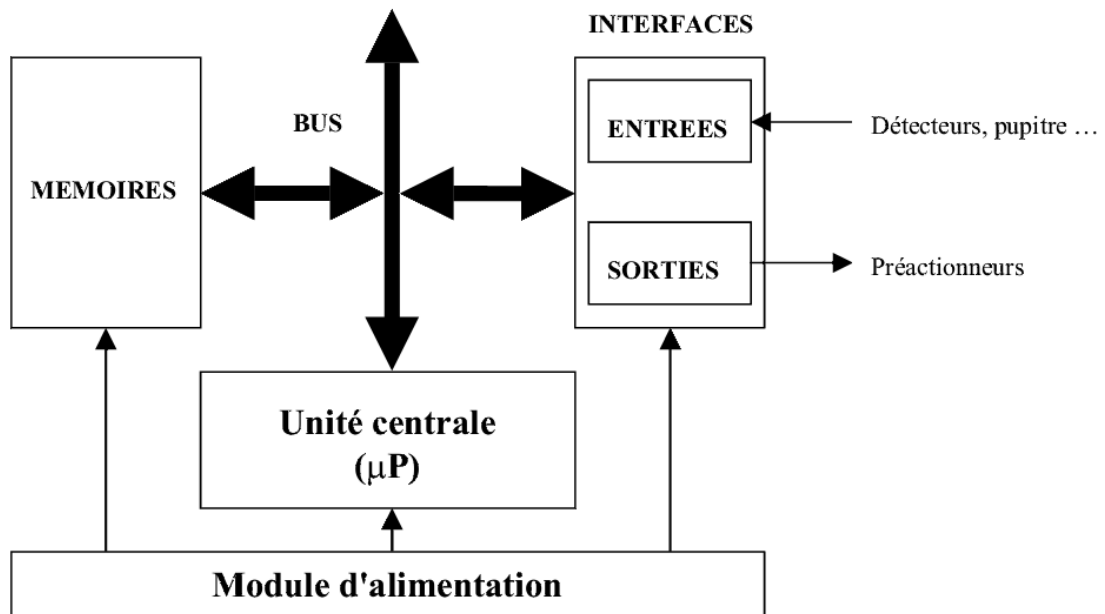 INTERFACES
BUS
ENTREES
Détecteurs, pupitre …
MEMOIRES
SORTIES
Préactionneurs
Unité centrale
(µP)
Module d'alimentation